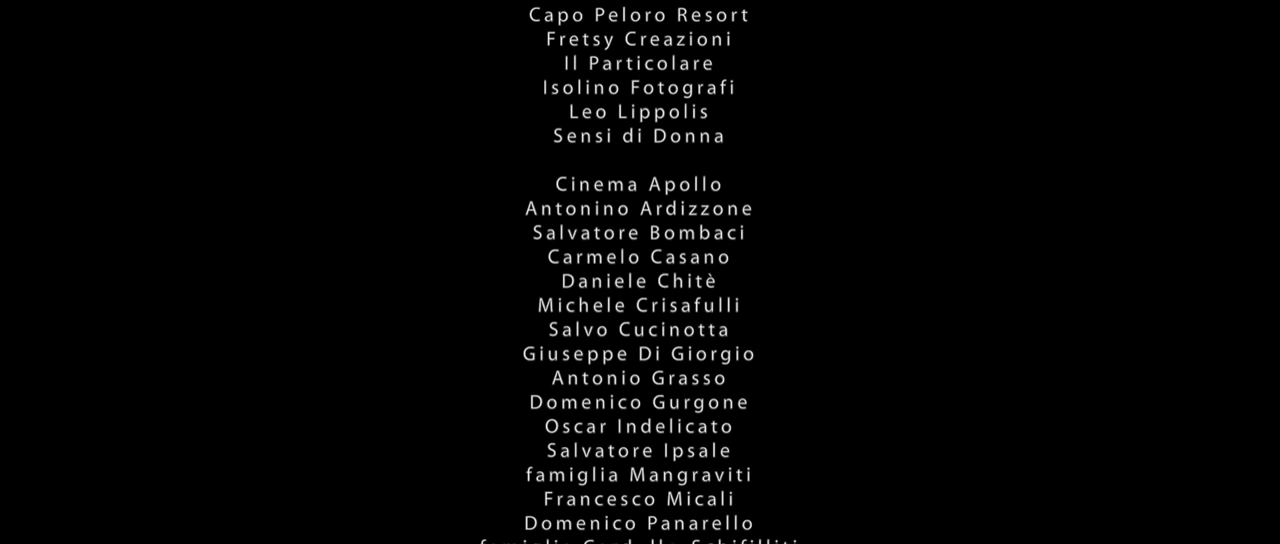 Capo Peloro Resort
Fretsy Creazioni
Il Particolare
Isolino Fotografi
Leo Lippolis
Sensi di Donna
Cinema Apollo
Antonino Ardizzone
Salvatore Bombaci
Carmelo Casano
Daniele Chitè
Michele Crisafulli
Salvo Cucinotta
Giuseppe Di Giorgio
Antonio Grasso
Domenico Gurgone
Oscar Indelicato
Salvatore Ipsale
famiglia Mangraviti
Francesco Micali
Domenico Panarello
famiglia